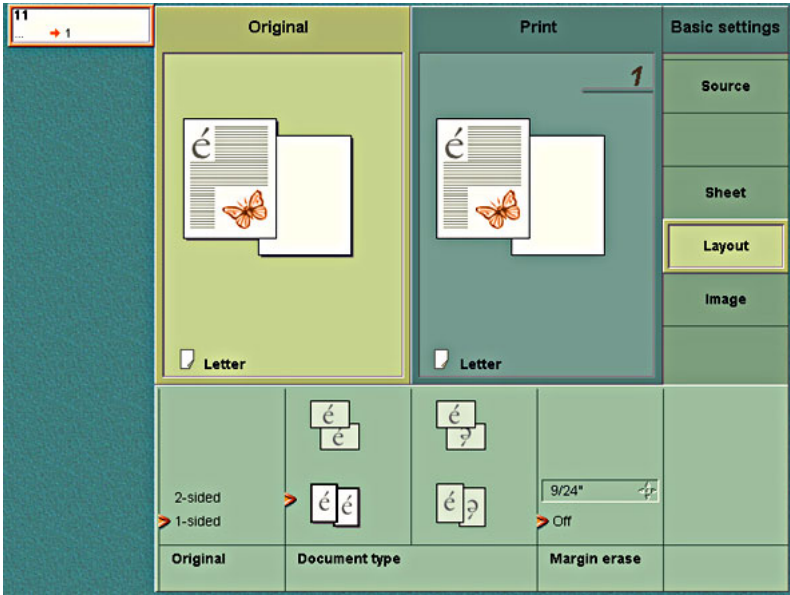 11
... 1
Original
Print
Basic settings
1
é
é
Letter
Letter
Source
Sheet
Layout
Image
é
é
é
é
2-sided
1-sided
é é
é é
9/24"
Off
Original
Document type
Margin erase